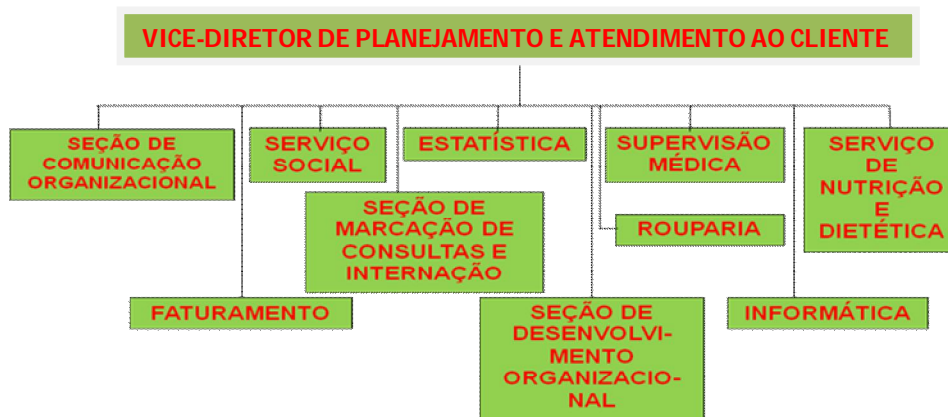 VICE-DIRETOR DE PLANEJAMENTO E ATENDIMENTO AO CLIENTE
SEÇÃO DE
COMUNICAÇÃO
ORGANIZACIONAL
SERVIÇO
SOCIAL
ESTATÍSTICA
SUPERVISÃO
MÉDICA
SERVIÇO
DE
NUTRIÇÃO
E
DIETÉTICA
SEÇÃO DE
MARCAÇÃO DE
CONSULTAS E
INTERNAÇÃO
ROUPARIA
FATURAMENTO
SEÇÃO DE
DESENVOLVI-
MENTO
ORGANIZACIO-
NAL
INFORMÁTICA